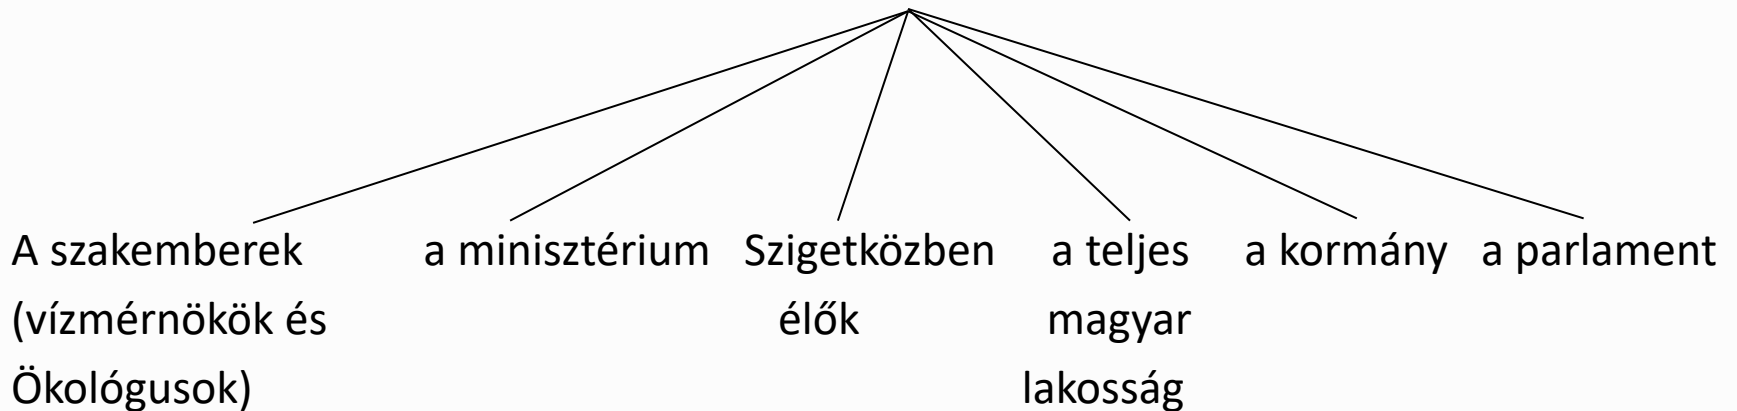 A szakemberek a minisztérium Szigetközben a teljes a kormány a parlament
(vízmérnökök és élők magyar
Ökológusok) lakosság